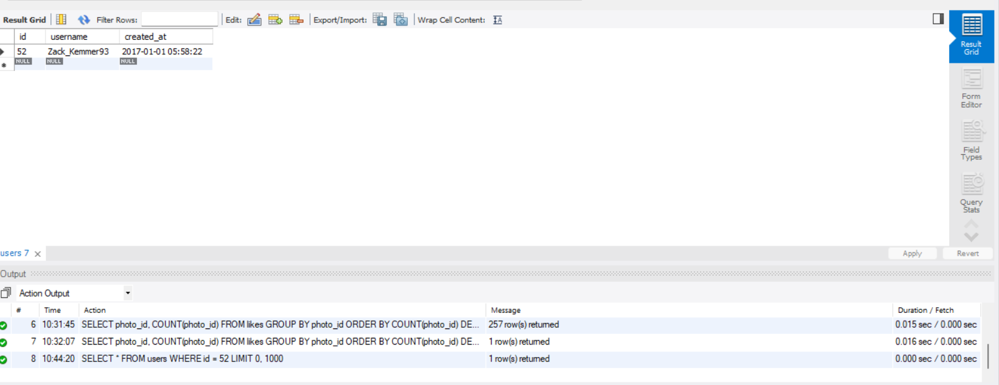 Result Grid Filter Rows: Edit: Export/Import: Wrap Cell Content:
id username created_at
52 Zack_Kemmer93 2017-01-01 05:58:22
NULL NULL NULL
Result
Grid
Form
Editor
Field
Types
Query
Stats
users 7
Apply Revert
Output
Action Output
# Time Action Message Duration / Fetch
6 10:31:45 SELECT photo_id, COUNT(photo_id) FROM likes GROUP BY photo_id ORDER BY COUNT(photo_id) DE... 257 row(s) returned 0.015 sec / 0.000 sec
7 10:32:07 SELECT photo_id, COUNT(photo_id) FROM likes GROUP BY photo_id ORDER BY COUNT(photo_id) DE... 1 row(s) returned 0.016 sec / 0.000 sec
8 10:44:20 SELECT * FROM users WHERE id = 52 LIMIT 0, 1000 1 row(s) returned 0.000 sec / 0.000 sec